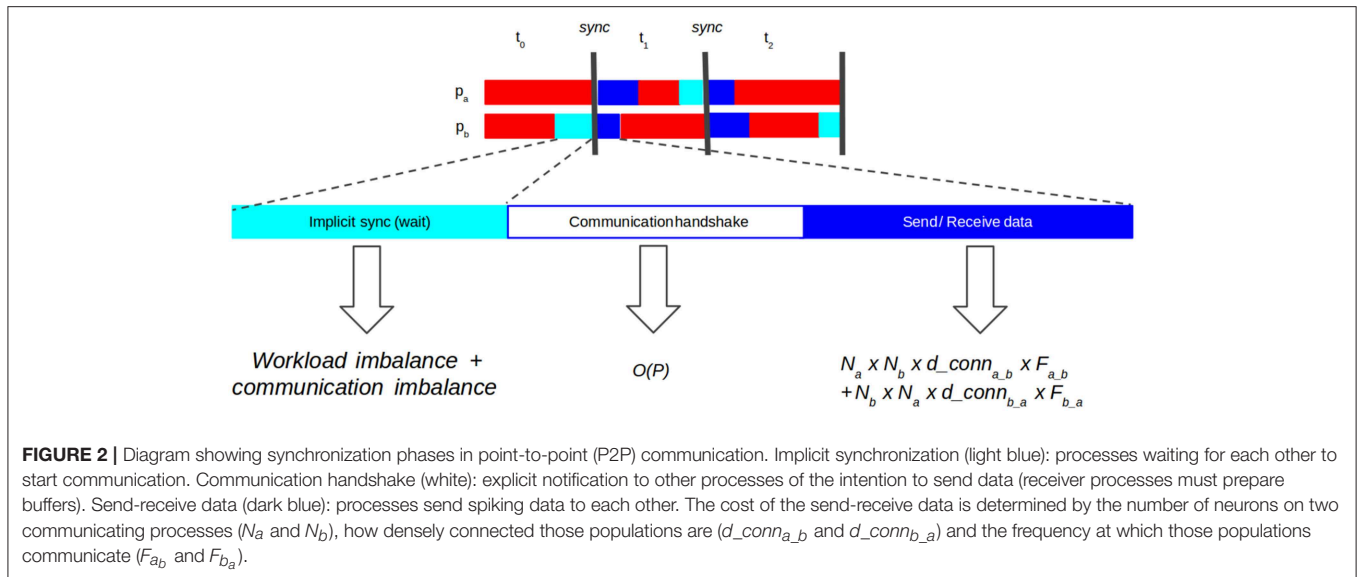 sync sync
t0 t1 t2
pa
pb
Implicit sync (wait) Communication handshake Send / Receive data
Workload imbalance +
communication imbalance
O(P)
Na x Nb x d_conna_b x Fa_b
+ Nb x Na x d_connb_a x Fb_a
FIGURE 2 | Diagram showing synchronization phases in point-to-point (P2P) communication. Implicit synchronization (light blue): processes waiting for each other to
start communication. Communication handshake (white): explicit notification to other processes of the intention to send data (receiver processes must prepare
buffers). Send-receive data (dark blue): processes send spiking data to each other. The cost of the send-receive data is determined by the number of neurons on two
communicating processes (Na and Nb), how densely connected those populations are (d_conna_b and d_connb_a) and the frequency at which those populations
communicate (Fab and Fba).